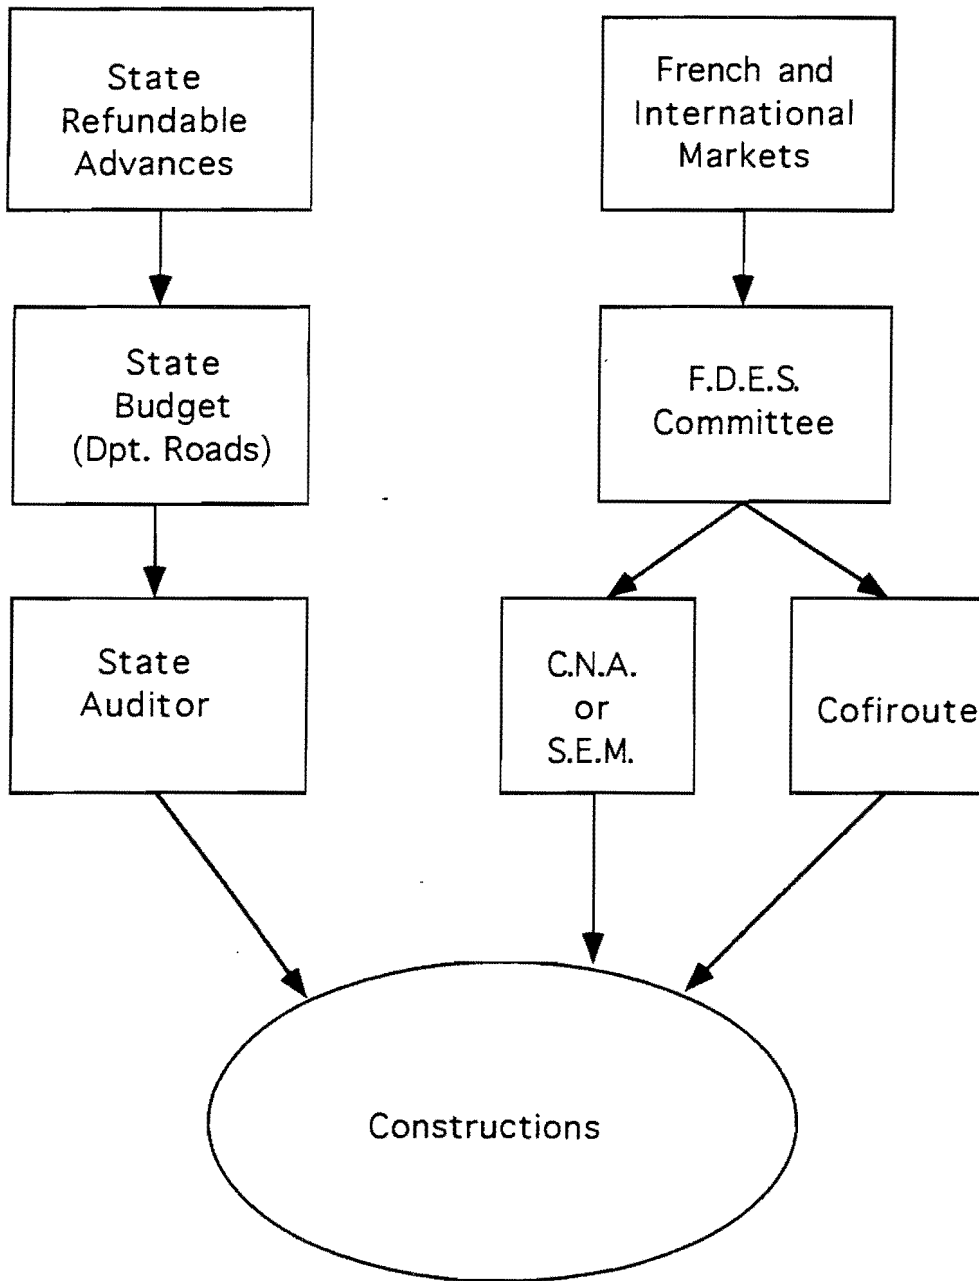 State
Refundable
Advances
French and
International
Markets
State
Budget
(Dpt. Roads)
F.D.E.S.
Committee
State
Auditor
C.N.A.
or
S.E.M.
Cofiroute
Constructions